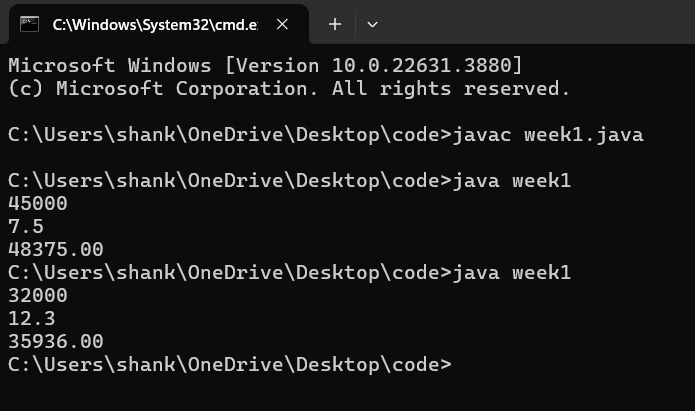 C:\Windows\System32\cmd.e
Microsoft Windows [Version 10.0.22631.3880]
(c) Microsoft Corporation. All rights reserved.
C:\Users\shank\OneDrive\Desktop\code>javac week1.java
C:\Users\shank\OneDrive\Desktop\code>java week1
45000
7.5
48375.00
C:\Users\shank\OneDrive\Desktop\code>java week1
32000
12.3
35936.00
C:\Users\shank\OneDrive\Desktop\code>